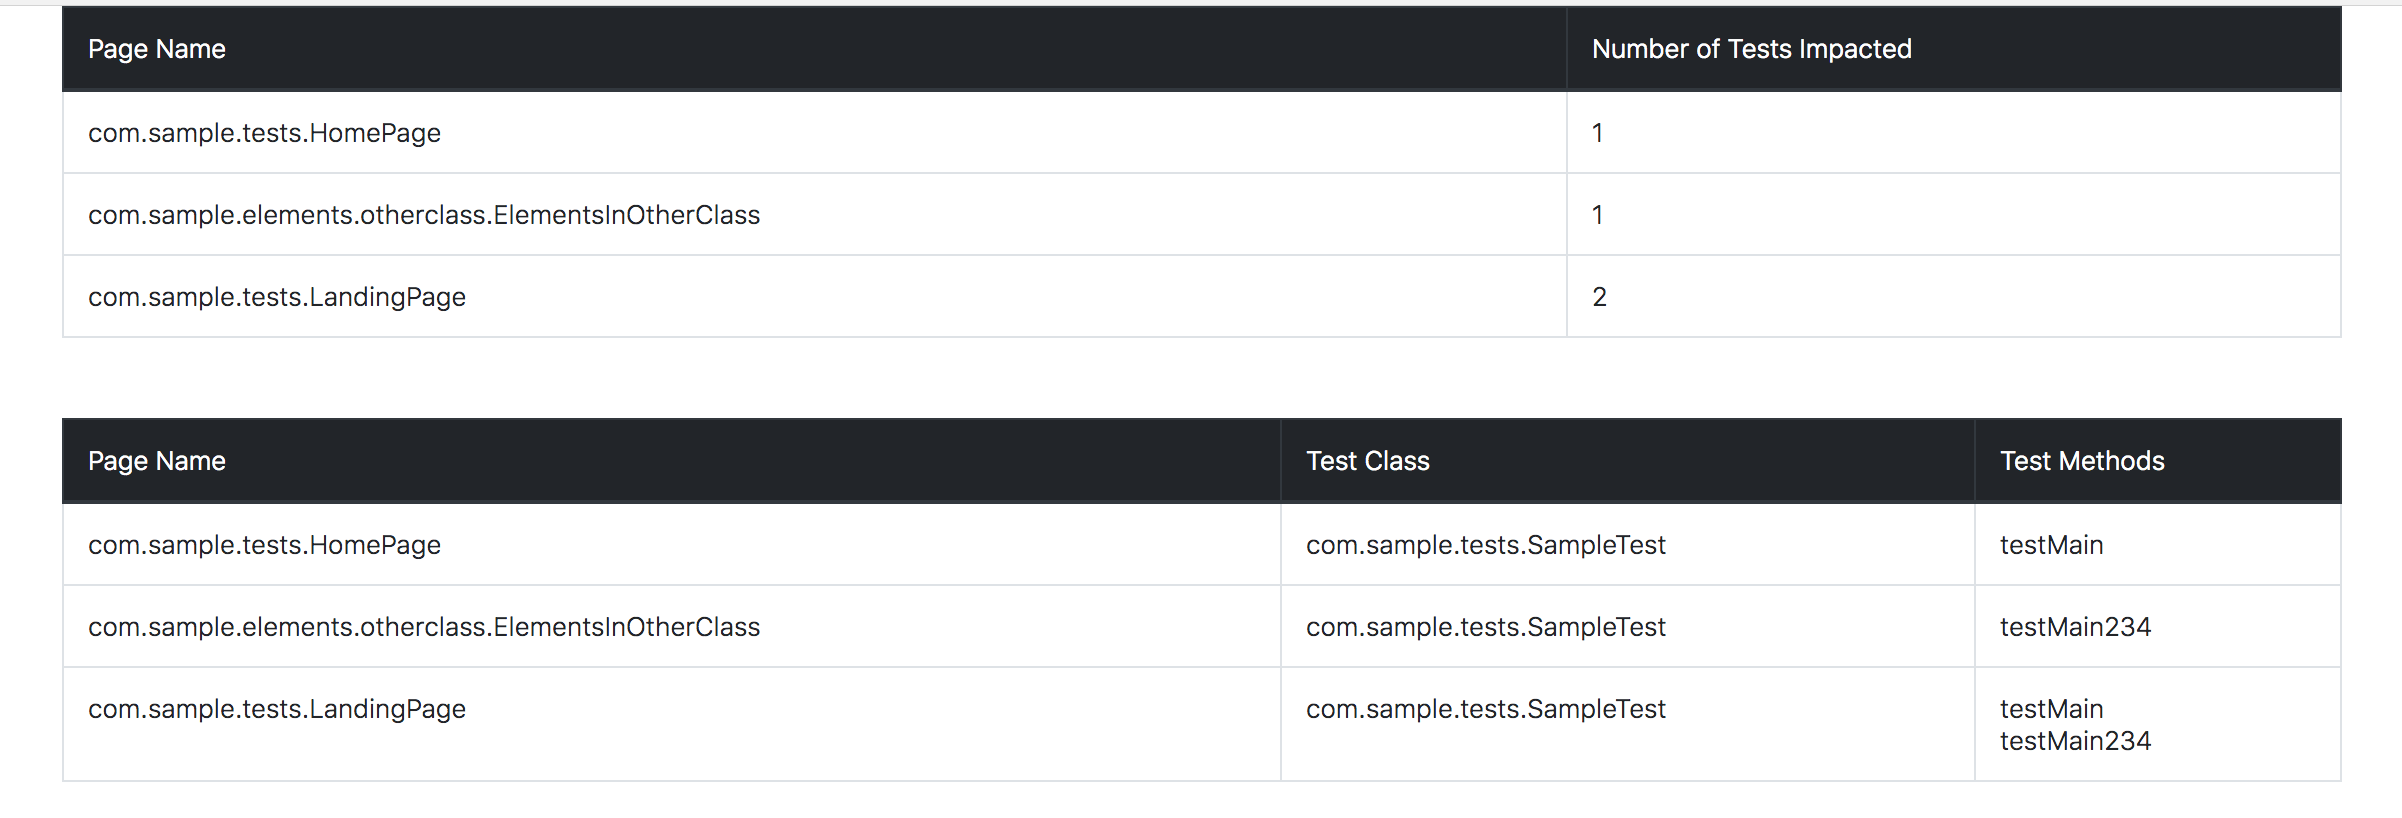 Page Name Number of Tests Impacted
com.sample.tests.HomePage 1
com.sample.elements.otherclass.ElementsInOtherClass 1
com.sample.tests.LandingPage 2
Page Name Test Class Test Methods
com.sample.tests.HomePage com.sample.tests.SampleTest testMain
com.sample.elements.otherclass.ElementsInOtherClass com.sample.tests.SampleTest testMain234
com.sample.tests.LandingPage com.sample.tests.SampleTest testMain
testMain234